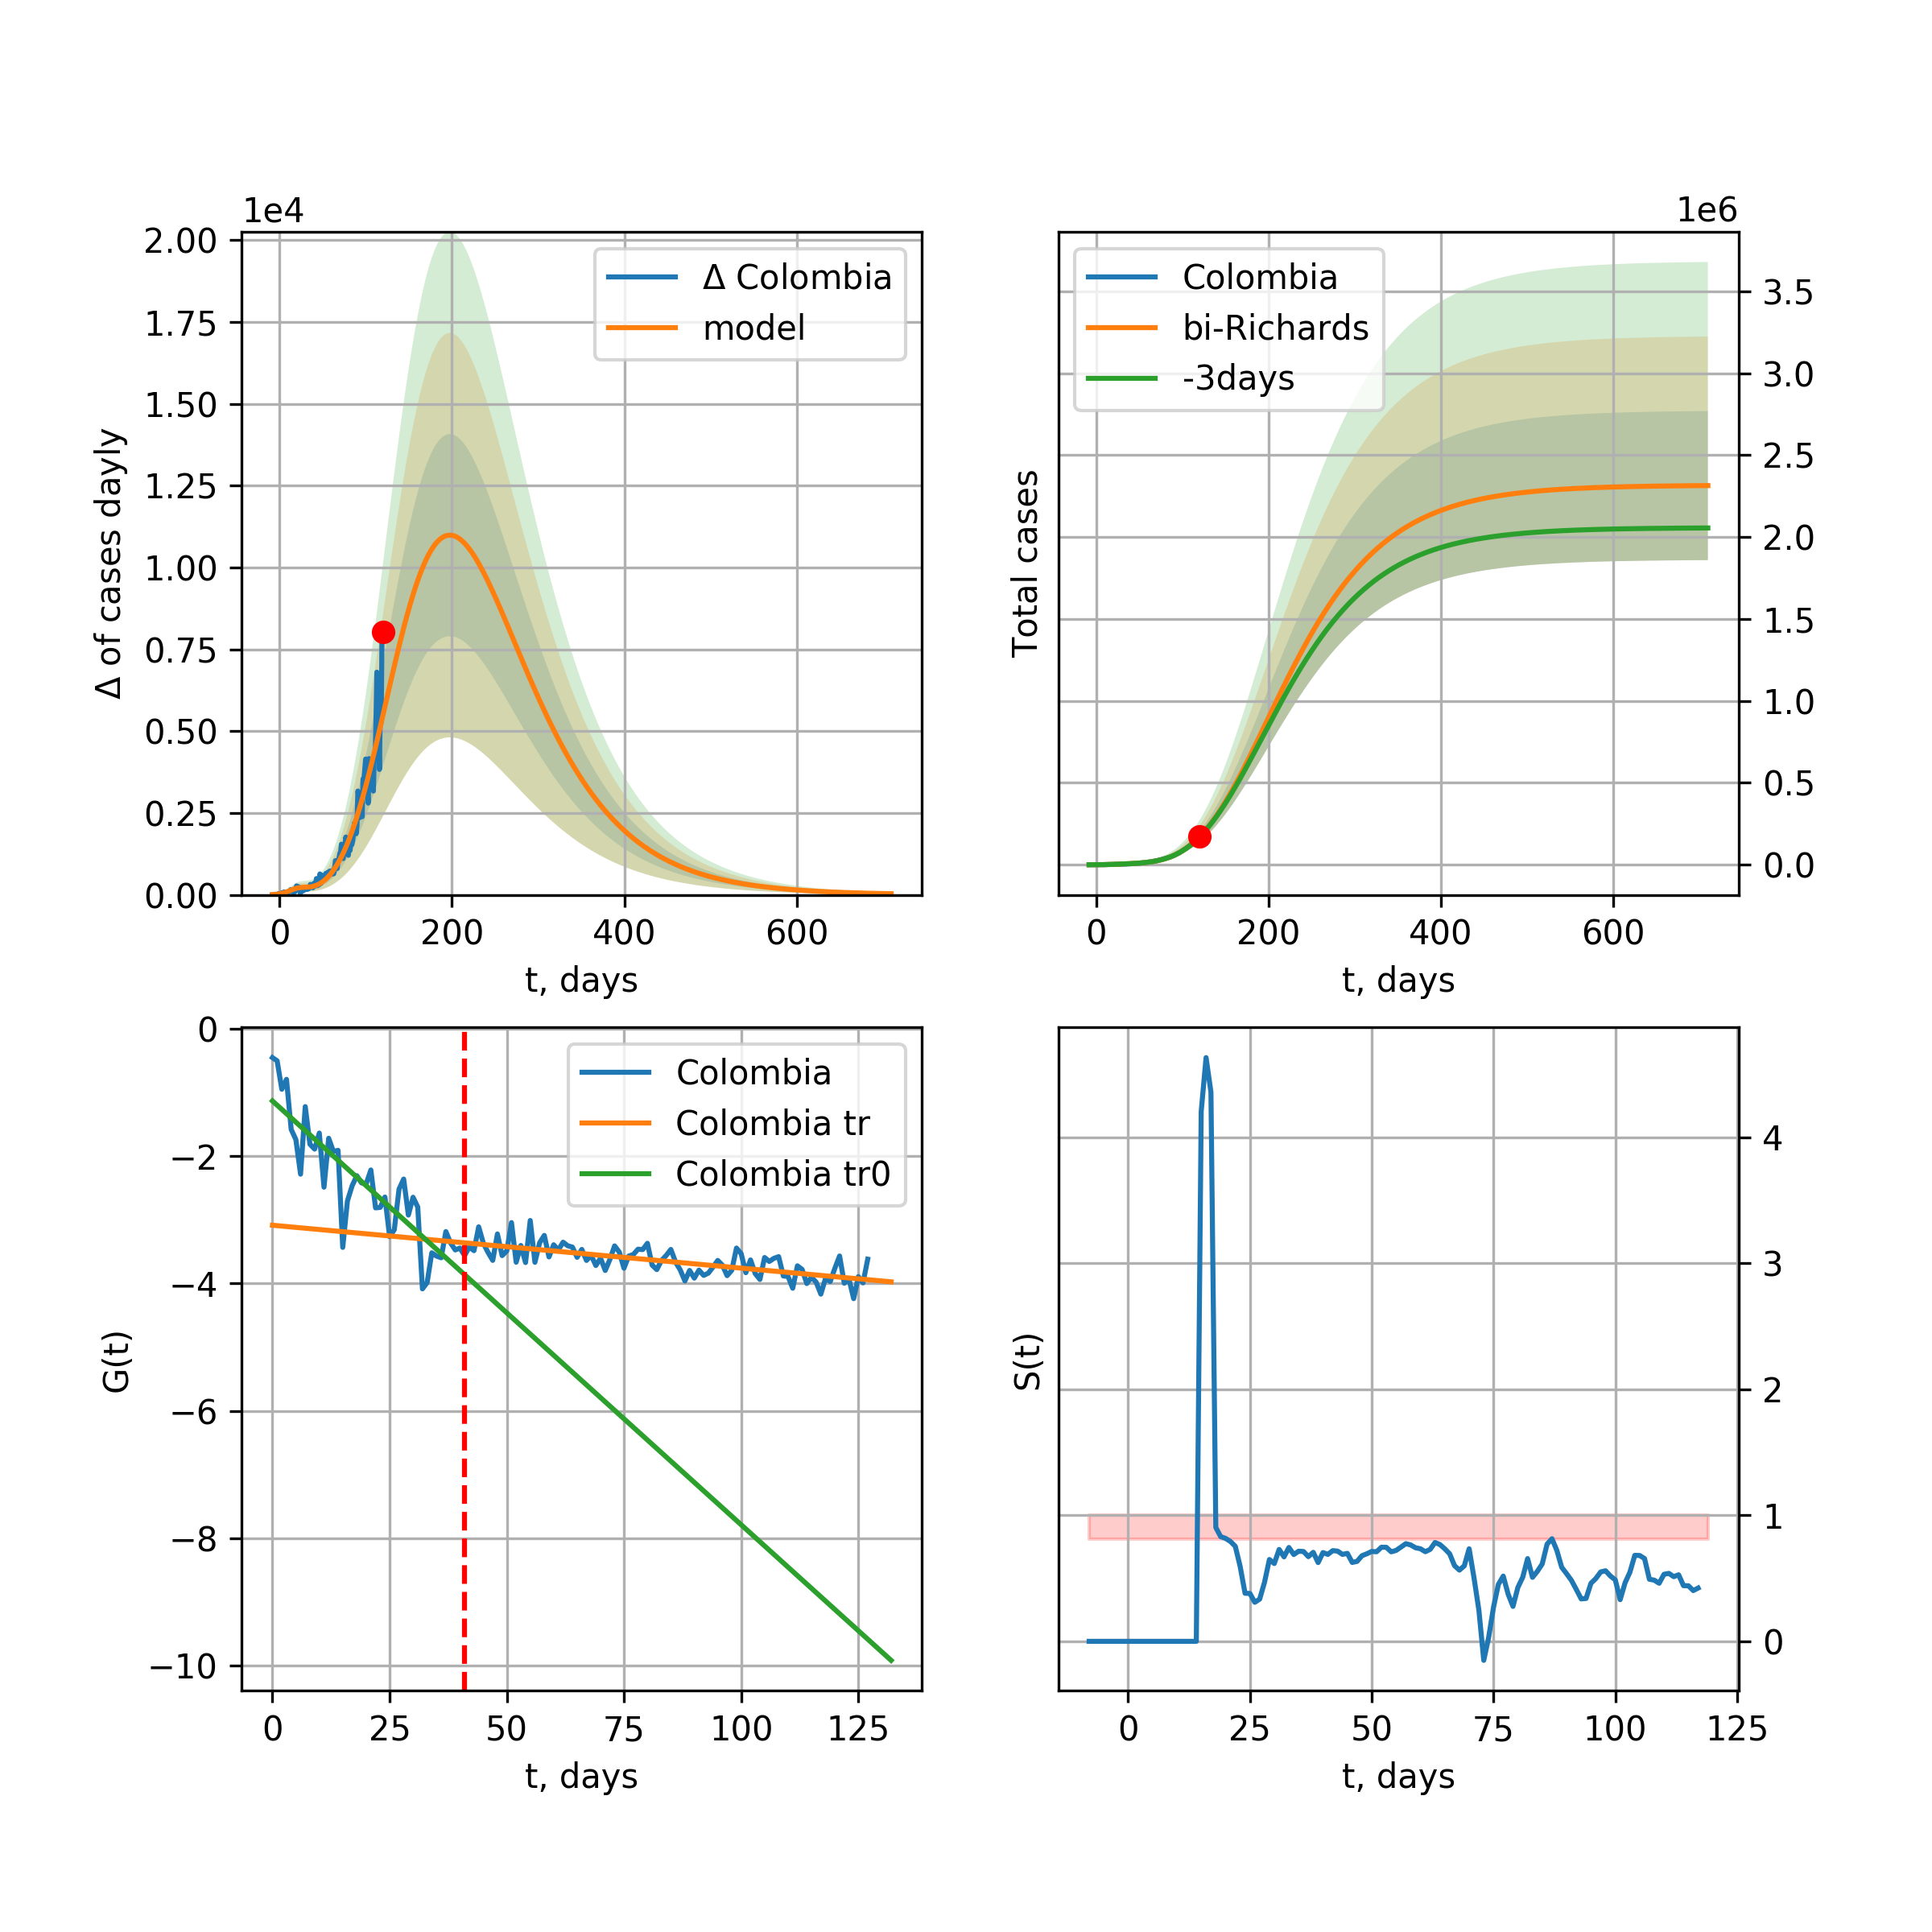 1e4
2.00
1.75
1.50
1.25
1.00
0.75
0.50
0.25
0.00
Δ of cases dayly
Δ Colombia
model
0 200 400 600
t, days
1e6
Total cases
Colombia
bi-Richards
-3days
3.5
3.0
2.5
2.0
1.5
1.0
0.5
0.0
0 200 400 600
t, days
0
−2
−4
−6
−8
−10
G(t)
Colombia
Colombia tr
Colombia tr0
0 25 50 75 100 125
t, days
S(t)
4
3
2
1
0
0 25 50 75 100 125
t, days